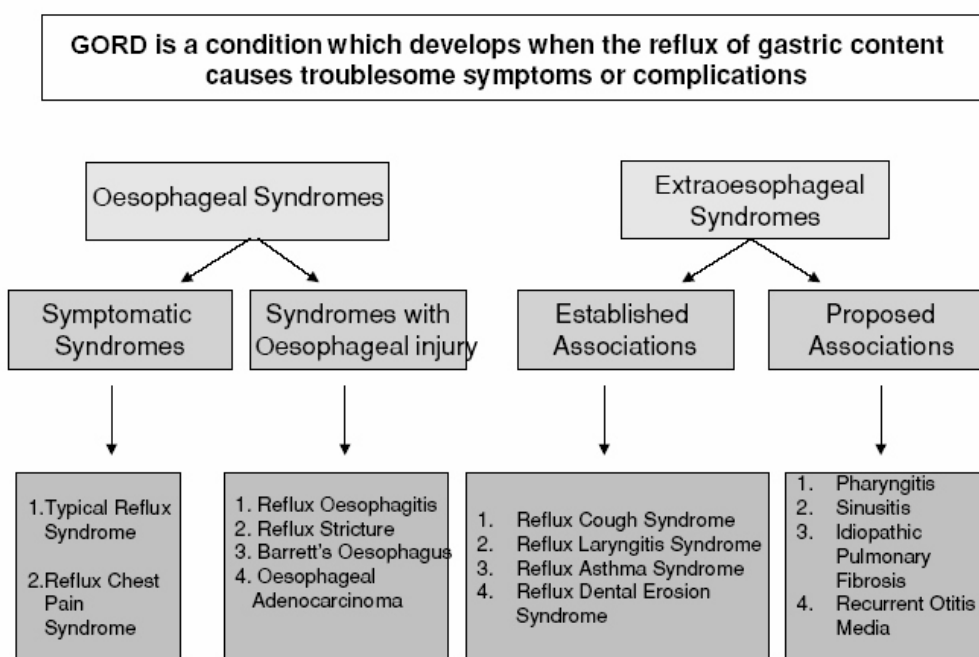 GORD is a condition which develops when the reflux of gastric content
causes troublesome symptoms or complications
Oesophageal Syndromes
Extraoesophageal
Syndromes
Symptomatic
Syndromes
Syndromes with
Oesophageal injury
Established
Associations
Proposed
Associations
1.Typical Reflux
Syndrome
2.Reflux Chest
Pain
Syndrome
1. Reflux Oesophagitis
2. Reflux Stricture
3. Barrett's Oesophagus
4. Oesophageal
Adenocarcinoma
1. Reflux Cough Syndrome
2. Reflux Laryngitis Syndrome
3. Reflux Asthma Syndrome
4. Reflux Dental Erosion
Syndrome
1. Pharyngitis
2. Sinusitis
3. Idiopathic
Pulmonary
Fibrosis
4. Recurrent Otitis
Media